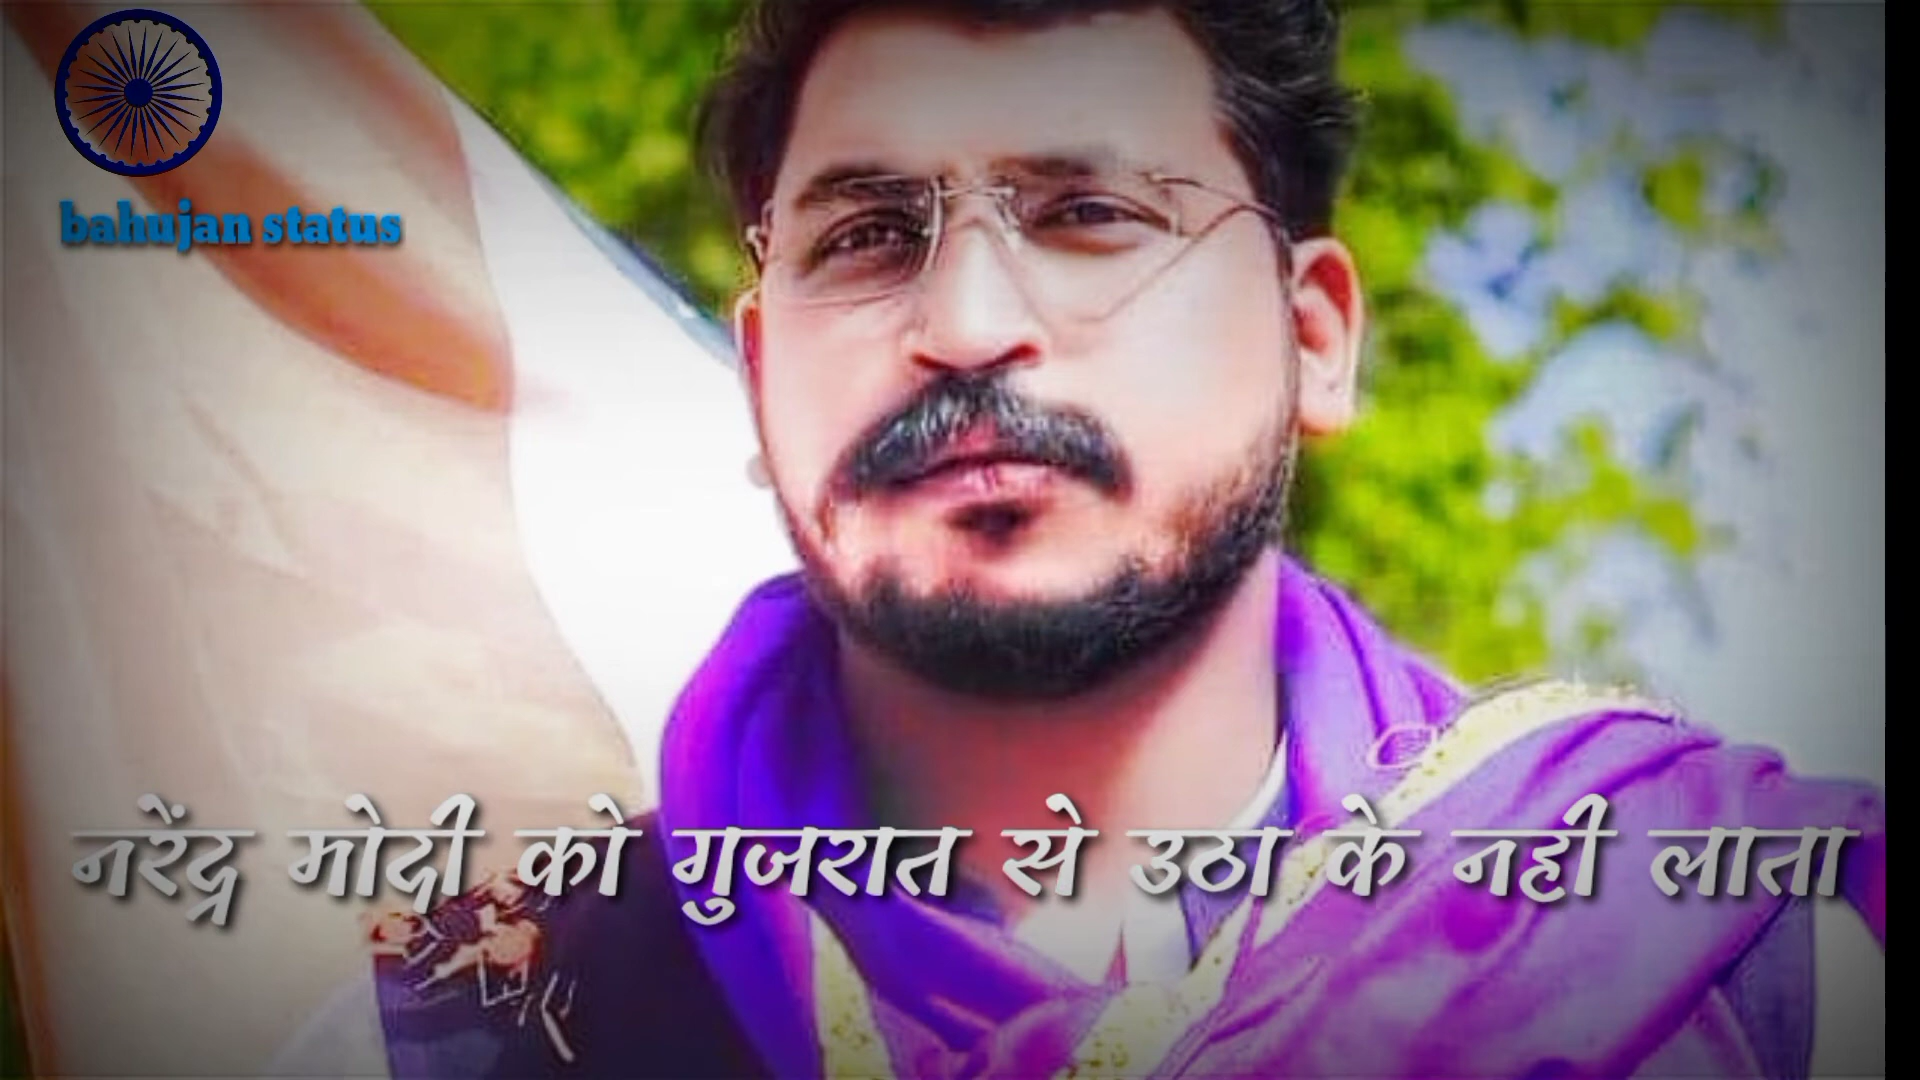 bahujan status
नरेंद्र मोदी को गुजरात से उठा के नही लाता